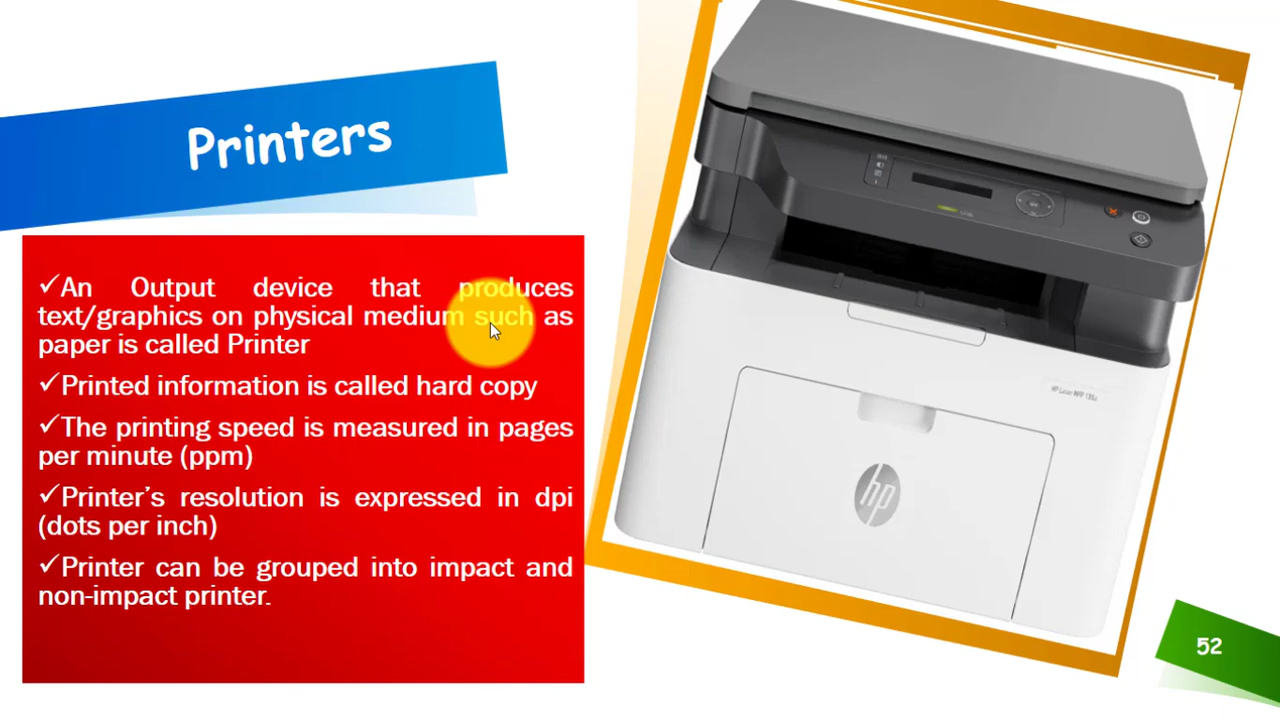 Printers
✓An Output device that produces
text/graphics on physical medium such as
paper is called Printer
✓Printed information is called hard copy
✓The printing speed is measured in pages
per minute (ppm)
✓Printer's resolution is expressed in dpi
(dots per inch)
✓Printer can be grouped into impact and
non-impact printer.
hp
52